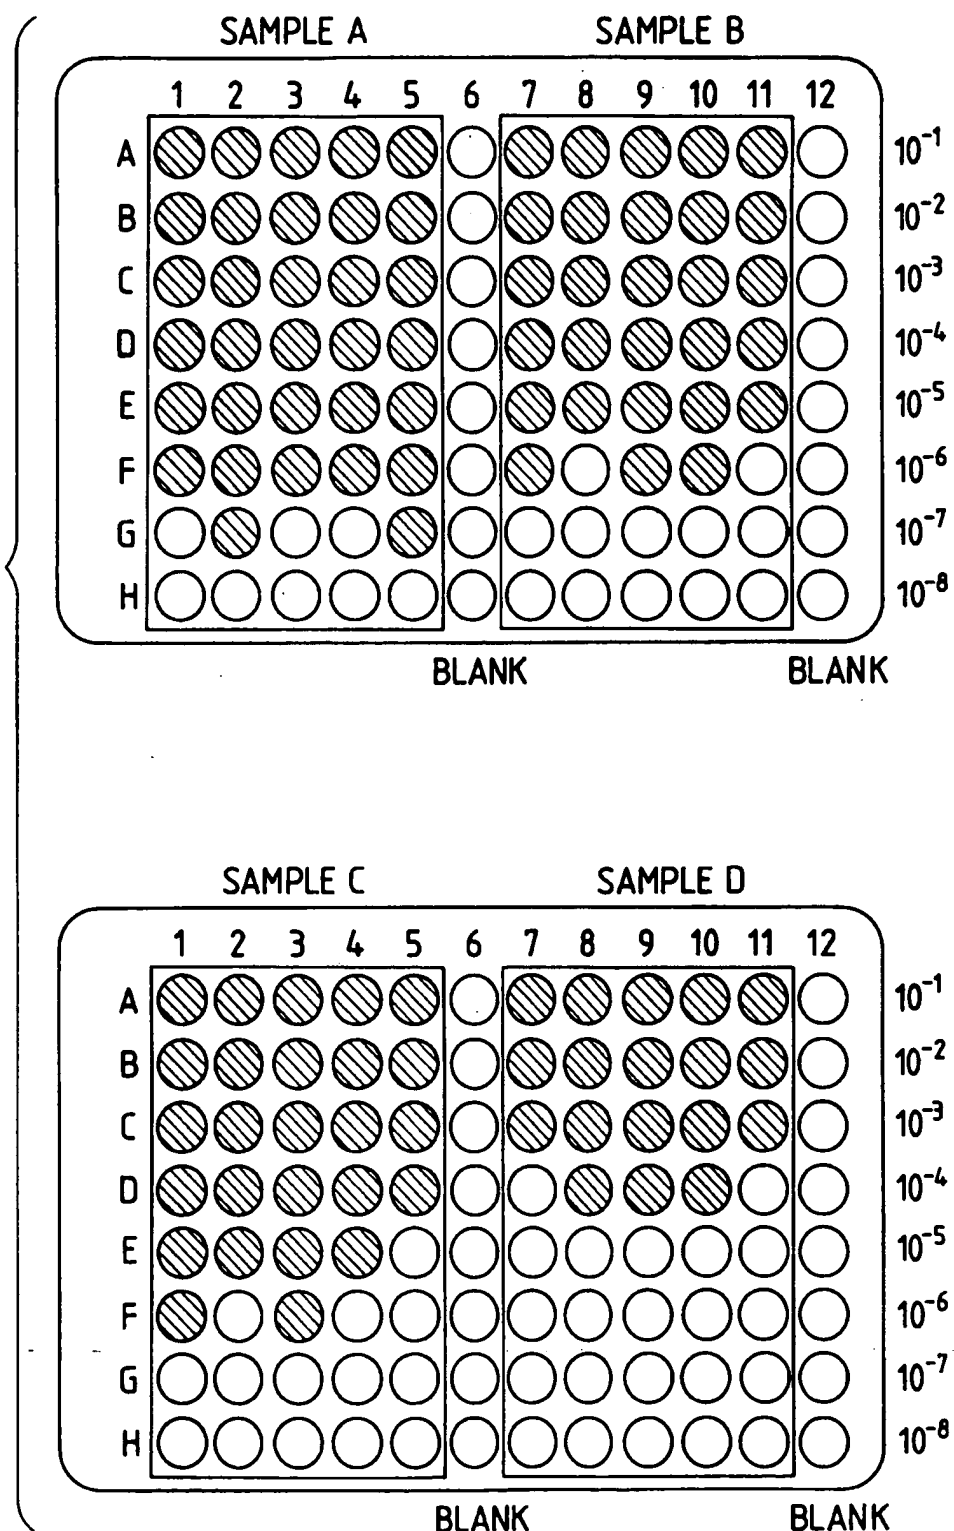 SAMPLE A SAMPLE B
1 2 3 4 5 6 7 8 9 10 11 12
A 10⁻¹
B 10⁻²
C 10⁻³
D 10⁻⁴
E 10⁻⁵
F 10⁻⁶
G 10⁻⁷
H 10⁻⁸
BLANK BLANK
SAMPLE C SAMPLE D
1 2 3 4 5 6 7 8 9 10 11 12
A 10⁻¹
B 10⁻²
C 10⁻³
D 10⁻⁴
E 10⁻⁵
F 10⁻⁶
G 10⁻⁷
H 10⁻⁸
BLANK BLANK